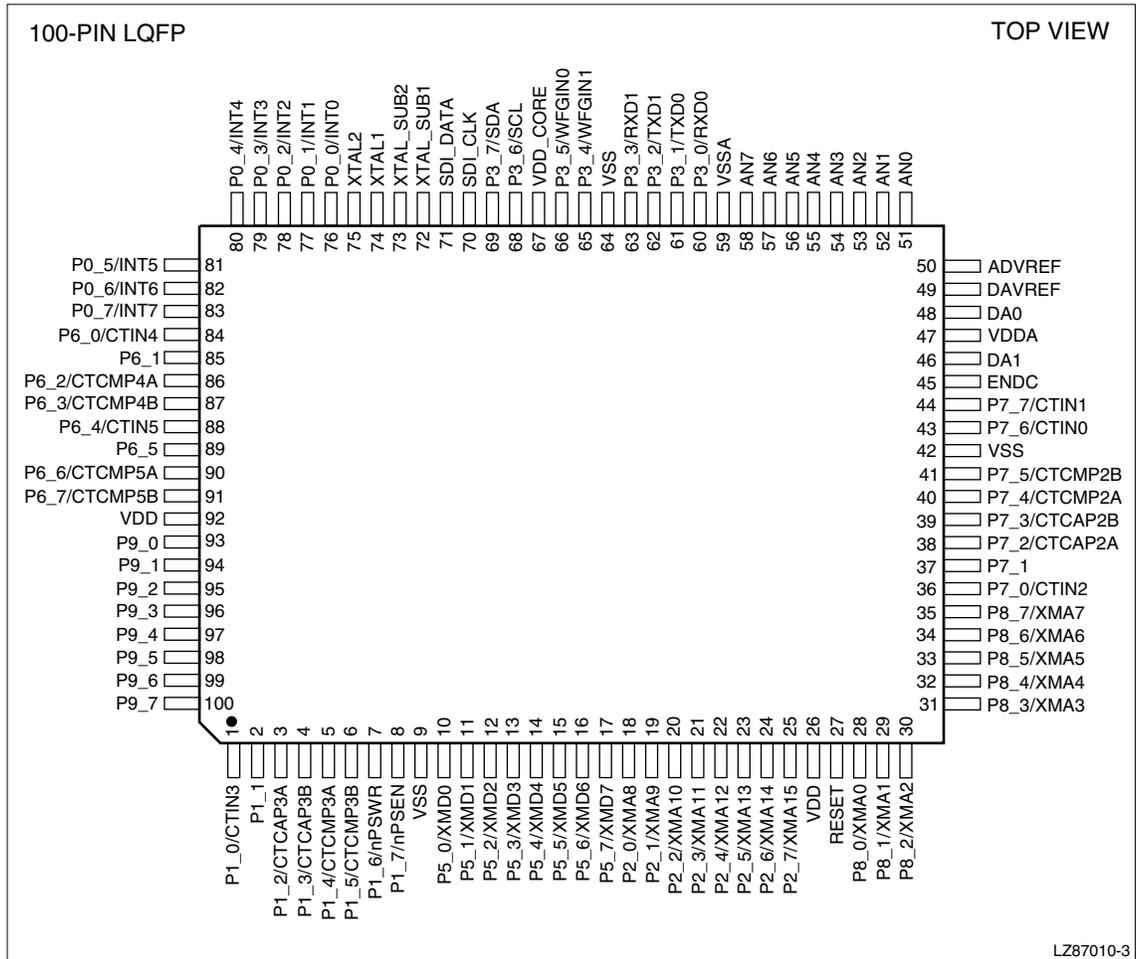 100-PIN LQFP
TOP VIEW
P0_4/INT4
P0_3/INT3
P0_2/INT2
P0_1/INT1
P0_0/INT0
XTAL2
XTAL1
XTAL_SUB2
XTAL_SUB1
SDI_DATA
SDI_CLK
P3_7/SDA
P3_6/SCL
VDD_CORE
P3_5/WFGIN0
P3_4/WFGIN1
VSS
P3_3/RXD1
P3_2/TXD1
P3_1/TXD0
P3_0/RXD0
VSSA
AN7
AN6
AN5
AN4
AN3
AN2
AN1
AN0
80
79
78
77
76
75
74
73
72
71
70
69
68
67
66
65
64
63
62
61
60
59
58
57
56
55
54
53
52
51
P0_5/INT5 81
P0_6/INT6 82
P0_7/INT7 83
P6_0/CTIN4 84
P6_1 85
P6_2/CTCMP4A 86
P6_3/CTCMP4B 87
P6_4/CTIN5 88
P6_5 89
P6_6/CTCMP5A 90
P6_7/CTCMP5B 91
VDD 92
P9_0 93
P9_1 94
P9_2 95
P9_3 96
P9_4 97
P9_5 98
P9_6 99
P9_7 100
50 ADVREF
49 DAVREF
48 DA0
47 VDDA
46 DA1
45 ENDC
44 P7_7/CTIN1
43 P7_6/CTIN0
42 VSS
41 P7_5/CTCMP2B
40 P7_4/CTCMP2A
39 P7_3/CTCAP2B
38 P7_2/CTCAP2A
37 P7_1
36 P7_0/CTIN2
35 P8_7/XMA7
34 P8_6/XMA6
33 P8_5/XMA5
32 P8_4/XMA4
31 P8_3/XMA3
1
2
3
4
5
6
7
8
9
10
11
12
13
14
15
16
17
18
19
20
21
22
23
24
25
26
27
28
29
30
P1_0/CTIN3
P1_1
P1_2/CTCAP3A
P1_3/CTCAP3B
P1_4/CTCMP3A
P1_5/CTCMP3B
P1_6/nPSWR
P1_7/nPSEN
VSS
P5_0/XMD0
P5_1/XMD1
P5_2/XMD2
P5_3/XMD3
P5_4/XMD4
P5_5/XMD5
P5_6/XMD6
P5_7/XMD7
P2_0/XMA8
P2_1/XMA9
P2_2/XMA10
P2_3/XMA11
P2_4/XMA12
P2_5/XMA13
P2_6/XMA14
P2_7/XMA15
VDD
RESET
P8_0/XMA0
P8_1/XMA1
P8_2/XMA2
LZ87010-3